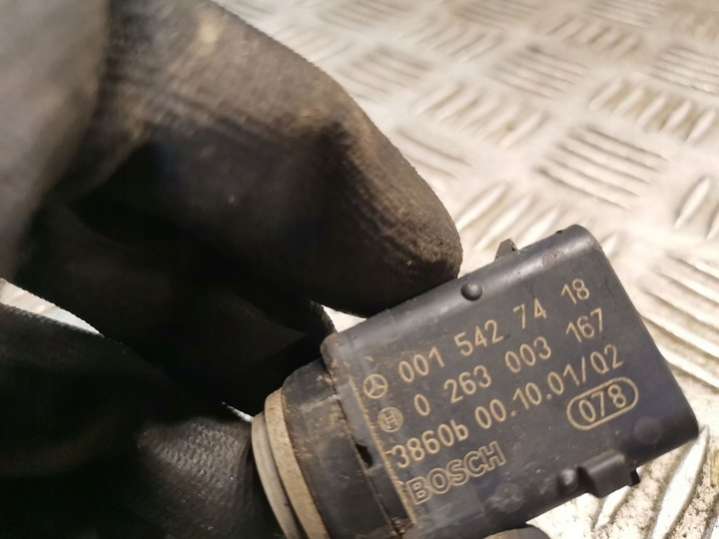 001 542 74 18
0 263 003 167
3860b 00.10.01/02
BOSCH 078